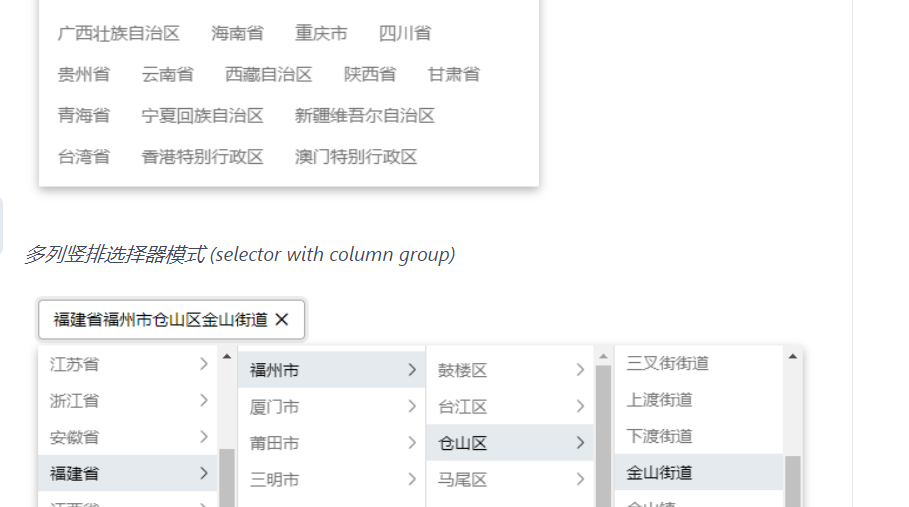 广西壮族自治区 海南省 重庆市 四川省
贵州省 云南省 西藏自治区 陕西省 甘肃省
青海省 宁夏回族自治区 新疆维吾尔自治区
台湾省 香港特别行政区 澳门特别行政区
多列竖排选择器模式 (selector with column group)
福建省福州市仓山区金山街道
江苏省
浙江省
安徽省
福建省
江西省
福州市
厦门市
莆田市
三明市
鼓楼区
台江区
仓山区
马尾区
三叉街街道
上渡街道
下渡街道
金山街道